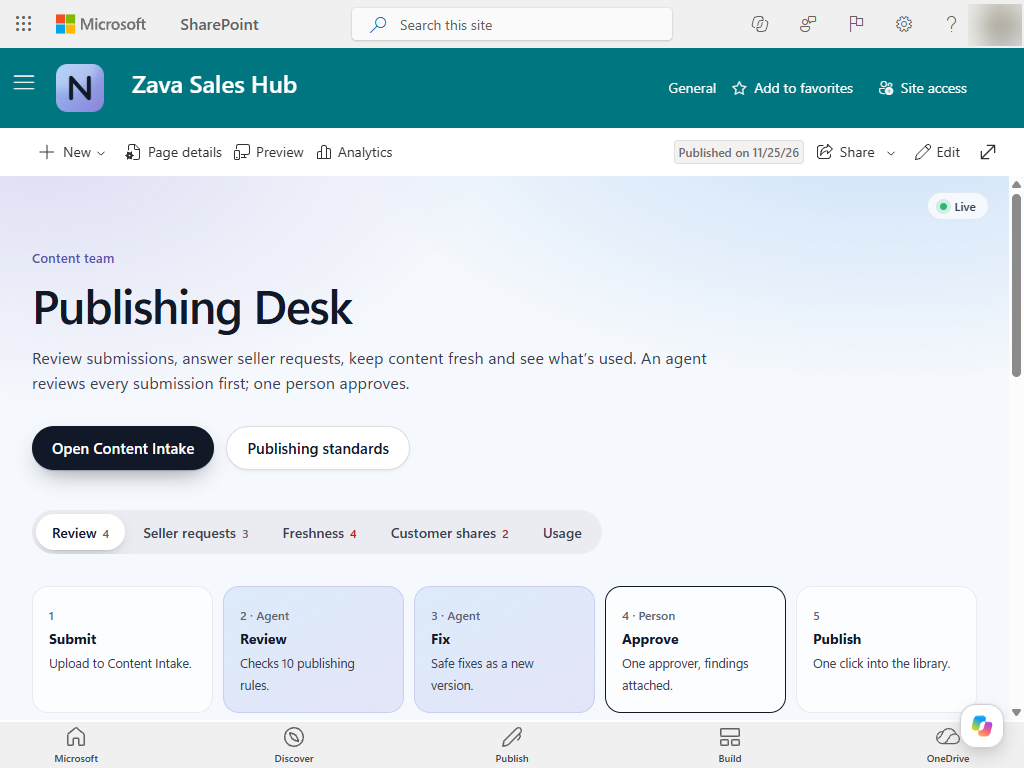 Microsoft
SharePoint
Search this site
N
Zava Sales Hub
General
Add to favorites
Site access
New
Page details
Preview
Analytics
Published on 11/25/26
Share
Edit
Live
Content team
Publishing Desk
Review submissions, answer seller requests, keep content fresh and see what’s used. An agent
reviews every submission first; one person approves.
Open Content Intake
Publishing standards
Review 4
Seller requests 3
Freshness 4
Customer shares 2
Usage
1
Submit
Upload to Content Intake.
2 · Agent
Review
Checks 10 publishing
rules.
3 · Agent
Fix
Safe fixes as a new
version.
4 · Person
Approve
One approver, findings
attached.
5
Publish
One click into the library.
Microsoft
Discover
Publish
Build
OneDrive